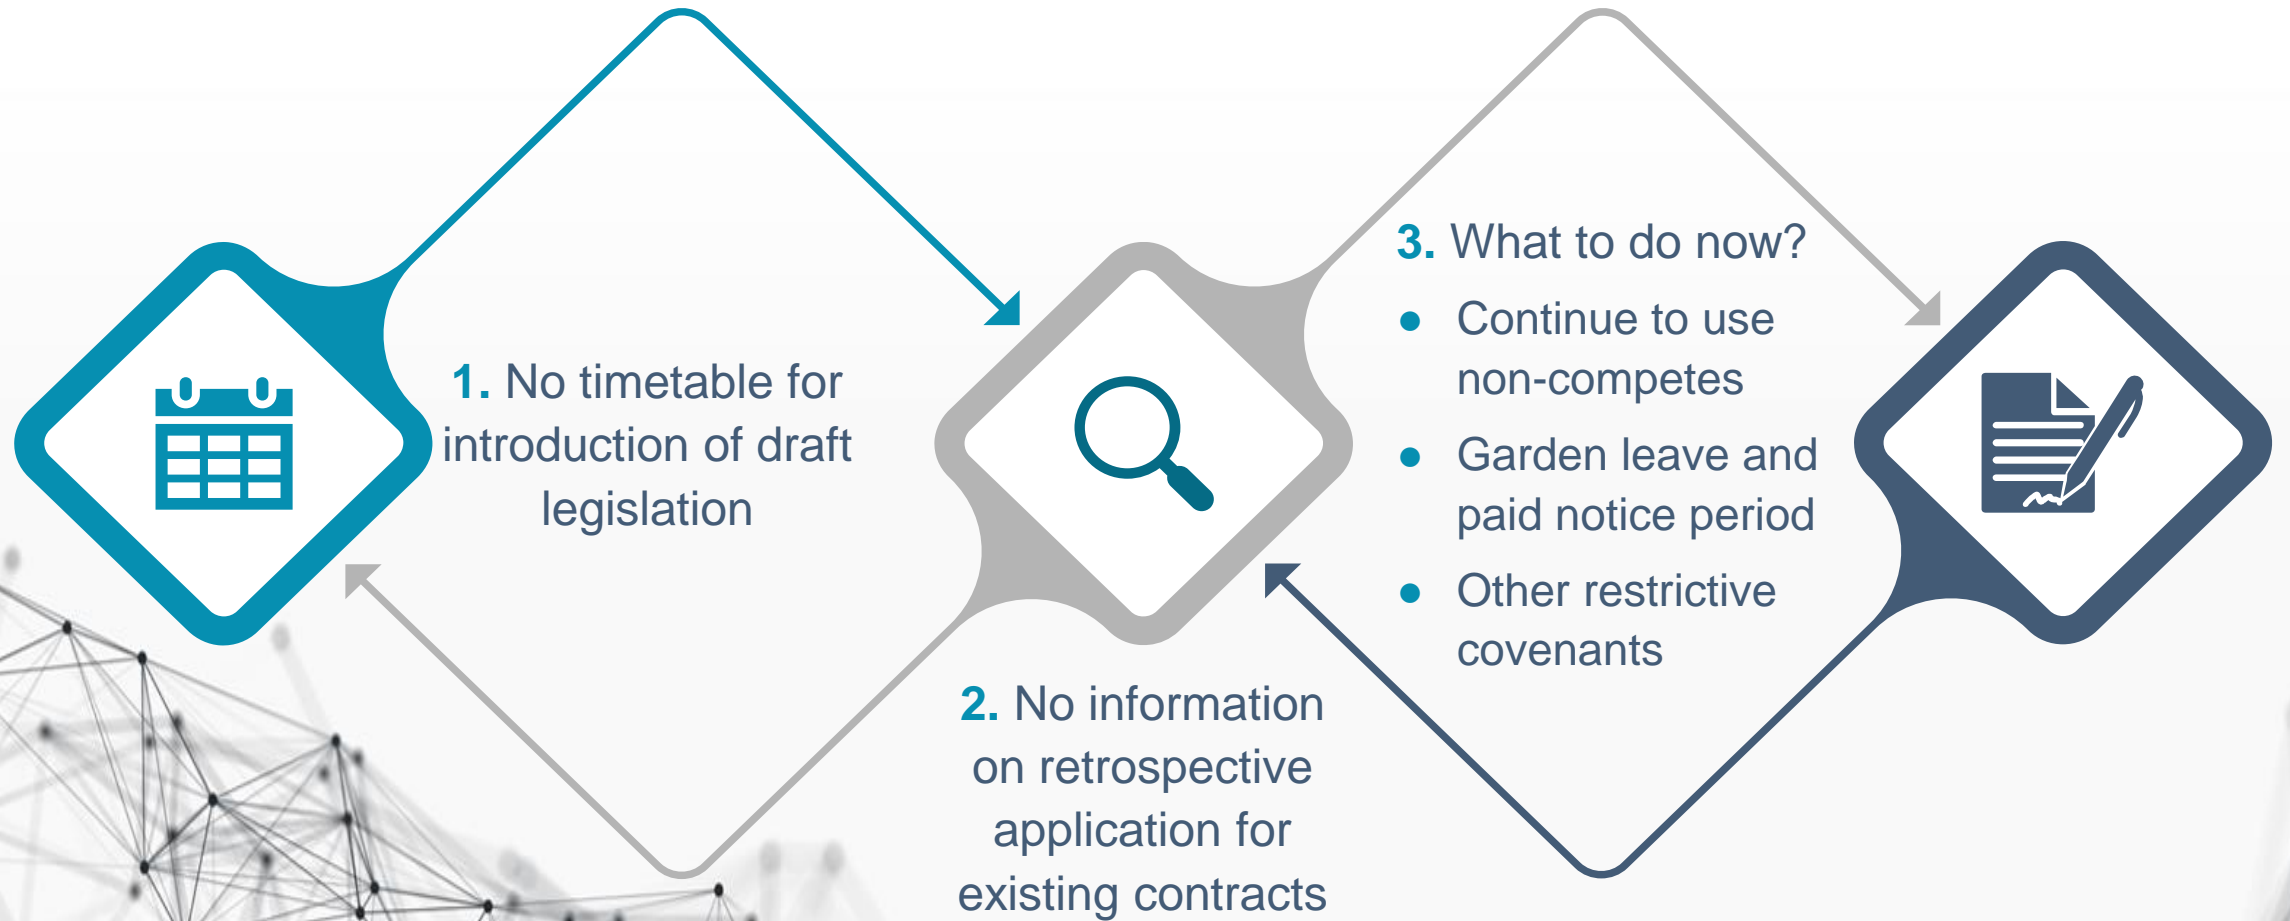 1. No timetable for
introduction of draft
legislation
2. No information
on retrospective
application for
existing contracts
3. What to do now?
● Continue to use
non-competes
● Garden leave and
paid notice period
● Other restrictive
covenants